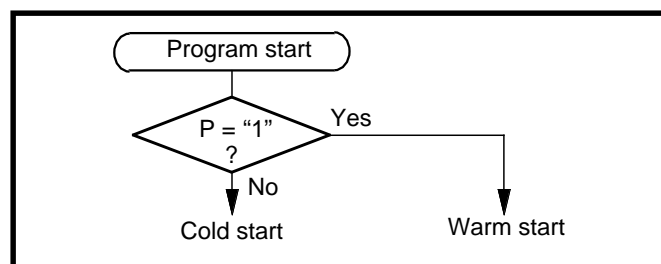 Program start
P = “1”
?
Yes
No
Cold start
Warm start